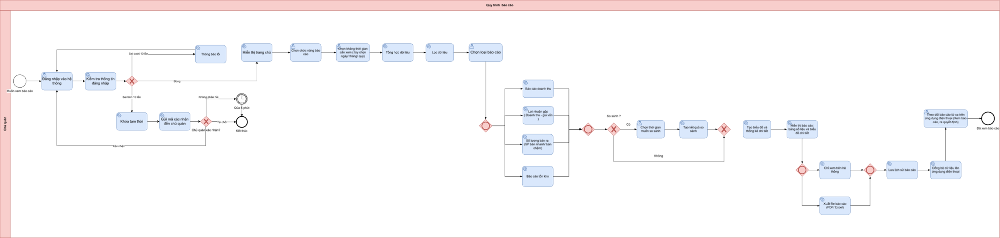 Quy trình báo cáo
Chủ quán
Muốn xem báo cáo
Đăng nhập vào hệ
thống
Kiểm tra thông tin
đăng nhập
Sai dưới 10 lần
Thông báo lỗi
Đúng
Sai trên 10 lần
Khóa tạm thời
Gửi mã xác nhận
đến chủ quán
Chủ quán xác nhận?
Không phản hồi
Qúa 5 phút
Từ chối
Kết thúc
Xác nhận
Hiển thị trang chủ
Chọn chức năng báo
cáo
Chọn khảng thời gian
cần xem ( tùy chọn
ngày/ tháng/ quý)
Tổng hợp dữ liệu
Lọc dữ liệu
Chọn loại báo cáo
Báo cáo doanh thu
Lợi nhuận gộp
( Doanh thu - giá vốn
)
Số lượng bán ra
(SP bán nhanh/ bán
chậm)
Báo cáo tồn kho
So sánh ?
Có
Không
Chọn thời gian
muốn so sánh
Tạo kết quả so
sánh
Tạo biểu đồ và
thống kê chi tiết
Hiển thị báo cáo:
bảng số liệu và biểu
đồ chi tiết
Chỉ xem trên hệ
thống
Xuất file báo cáo
(PDF/ Excel)
Lưu lịch sử báo cáo
Đồng bộ dữ liệu lên
ứng dụng điện thoại
Theo dõi báo cáo từ xa trên
ứng dụng điện thoại (Xem báo
cáo, ra quyết định)
Đã xem báo cáo